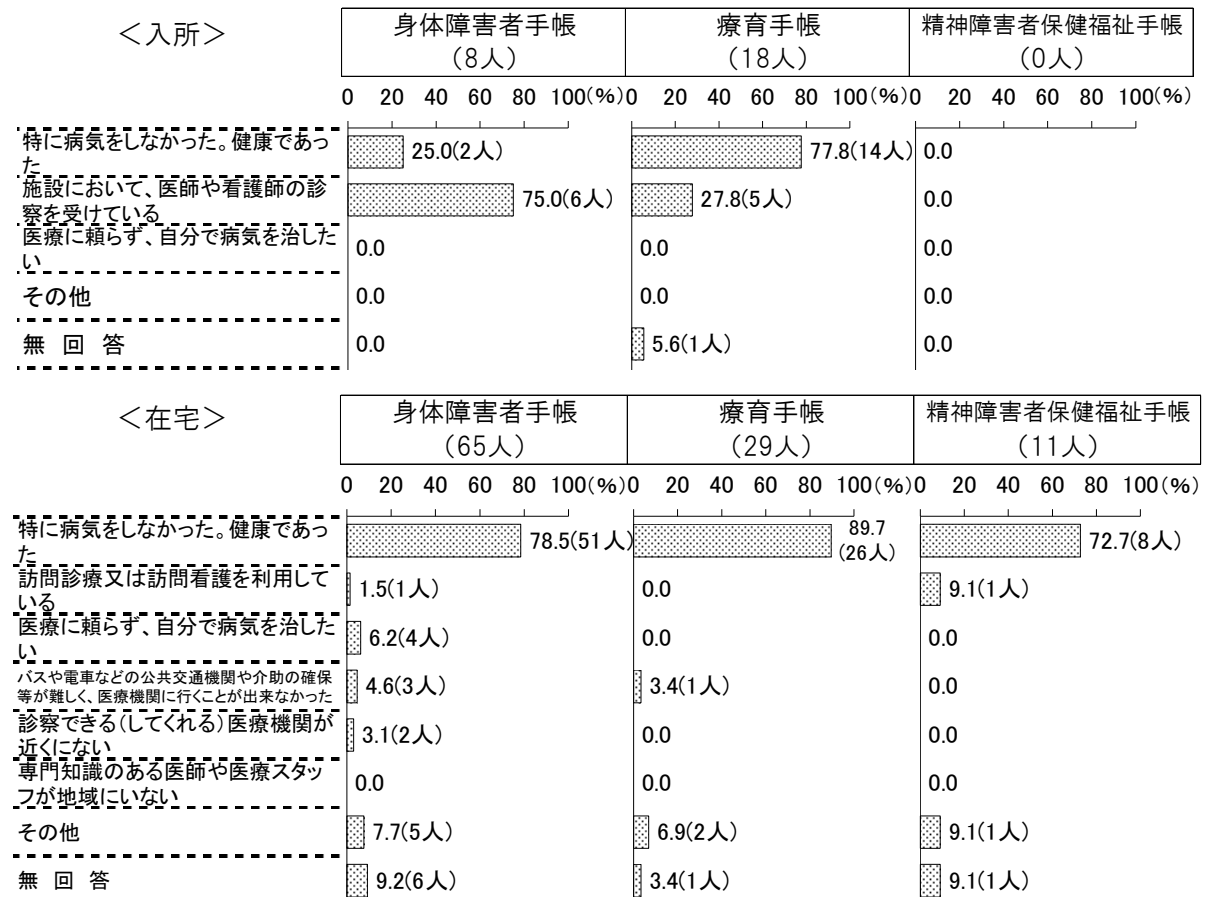 ＜入所＞
身体障害者手帳
（8人）
療育手帳
（18人）
精神障害者保健福祉手帳
（0人）
0 20 40 60 80 100(%) 0 20 40 60 80 100(%) 0 20 40 60 80 100(%)
特に病気をしなかった。健康であっ
た
25.0(2人) 77.8(14人) 0.0
施設において、医師や看護師の診
察を受けている
75.0(6人) 27.8(5人) 0.0
医療に頼らず、自分で病気を治した
い
0.0 0.0 0.0
その他 0.0 0.0 0.0
無 回 答 0.0 5.6(1人) 0.0
＜在宅＞
身体障害者手帳
（65人）
療育手帳
（29人）
精神障害者保健福祉手帳
（11人）
0 20 40 60 80 100(%) 0 20 40 60 80 100(%) 0 20 40 60 80 100(%)
特に病気をしなかった。健康であっ
た
78.5(51人) 89.7
(26人)
72.7(8人)
訪問診療又は訪問看護を利用して
いる
1.5(1人) 0.0 9.1(1人)
医療に頼らず、自分で病気を治した
い
6.2(4人) 0.0 0.0
バスや電車などの公共交通機関や介助の確保
等が難しく、医療機関に行くことが出来なかった
4.6(3人) 3.4(1人) 0.0
診察できる(してくれる)医療機関が
近くにない
3.1(2人) 0.0 0.0
専門知識のある医師や医療スタッ
フが地域にいない
0.0 0.0 0.0
その他 7.7(5人) 6.9(2人) 9.1(1人)
無 回 答 9.2(6人) 3.4(1人) 9.1(1人)